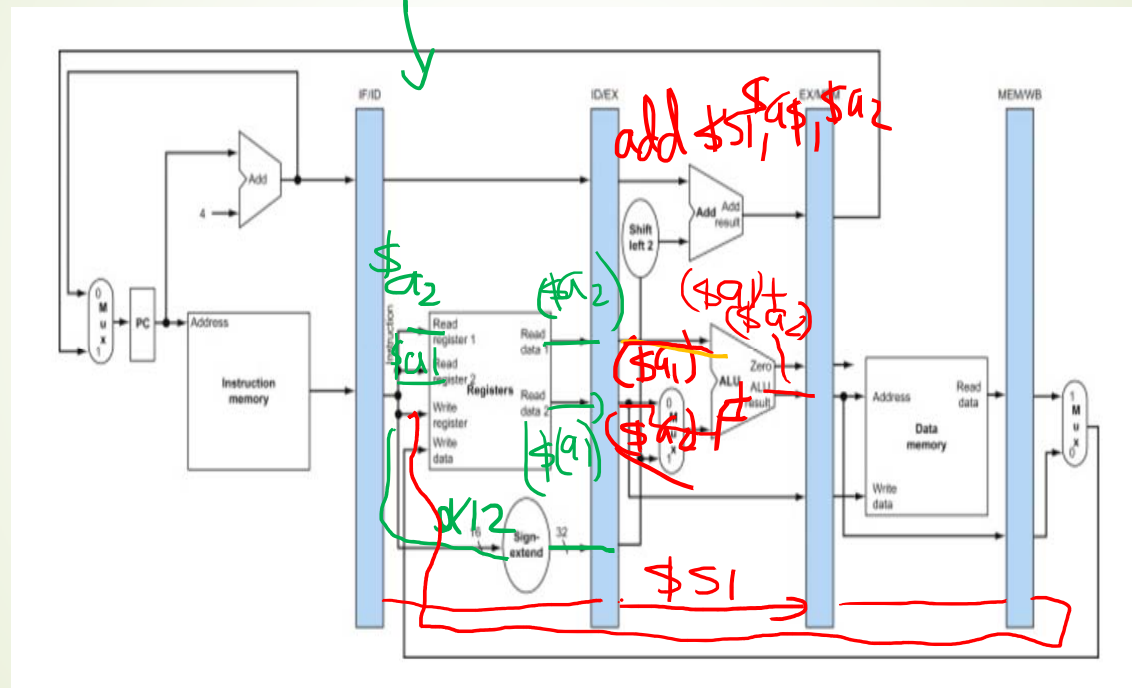 IF/ID
ID/EX
EX/MEM
MEM/WB
add $S1, $a1, $a2
Add
4
Shift left 2
Add Add result
$a2
($a2)
($a1)+
($a2)
0
M
u
x
1
PC
Address
Instruction memory
Instruction
Read register 1
$a1
Read register 2
Write register
Write data
Registers
Read data 1
Read data 2
($a1)
($a1)
($a2)
0
M
u
x
1
Zero
ALU
ALU result
Address
Data memory
Read data
Write data
1
M
u
x
0
16
Sign-extend
32
$S1